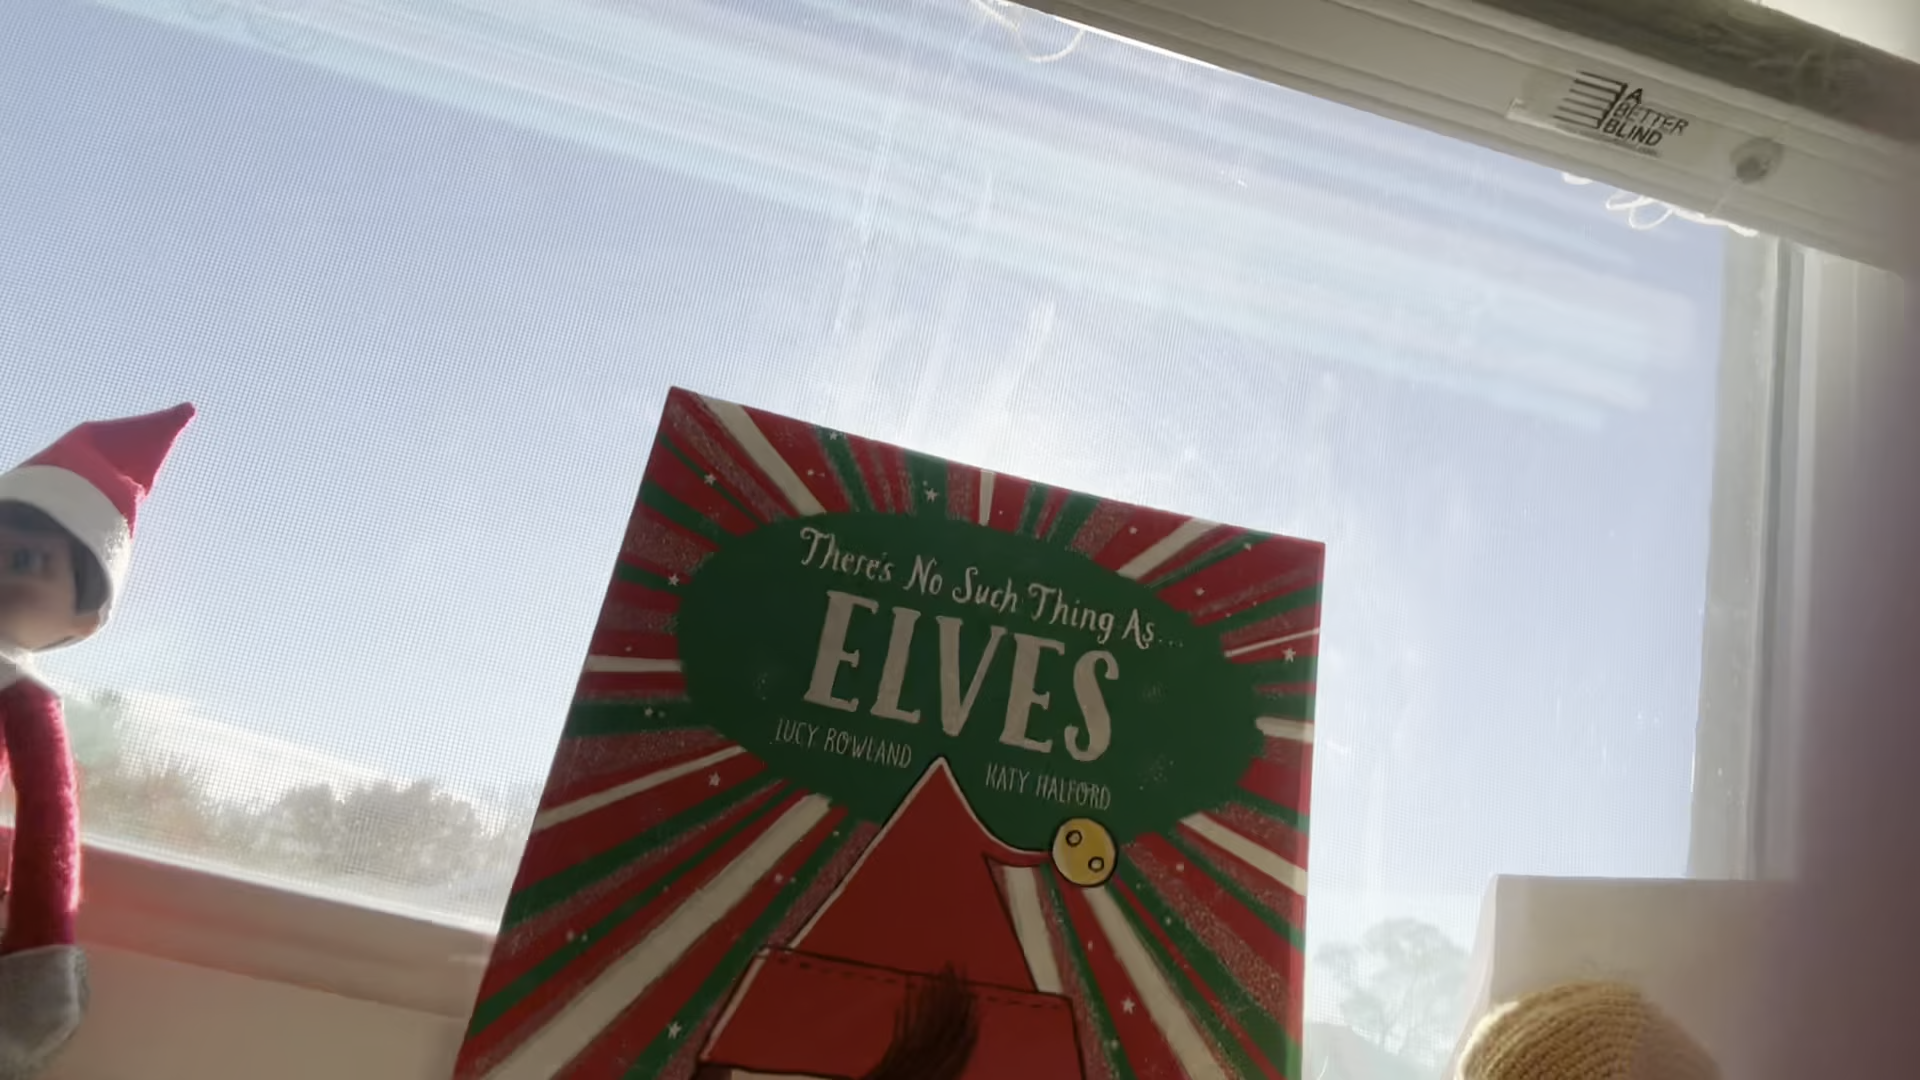 A
BETTER
BLIND
There's No Such Thing As...
ELVES
LUCY ROWLAND
KATY HALFORD